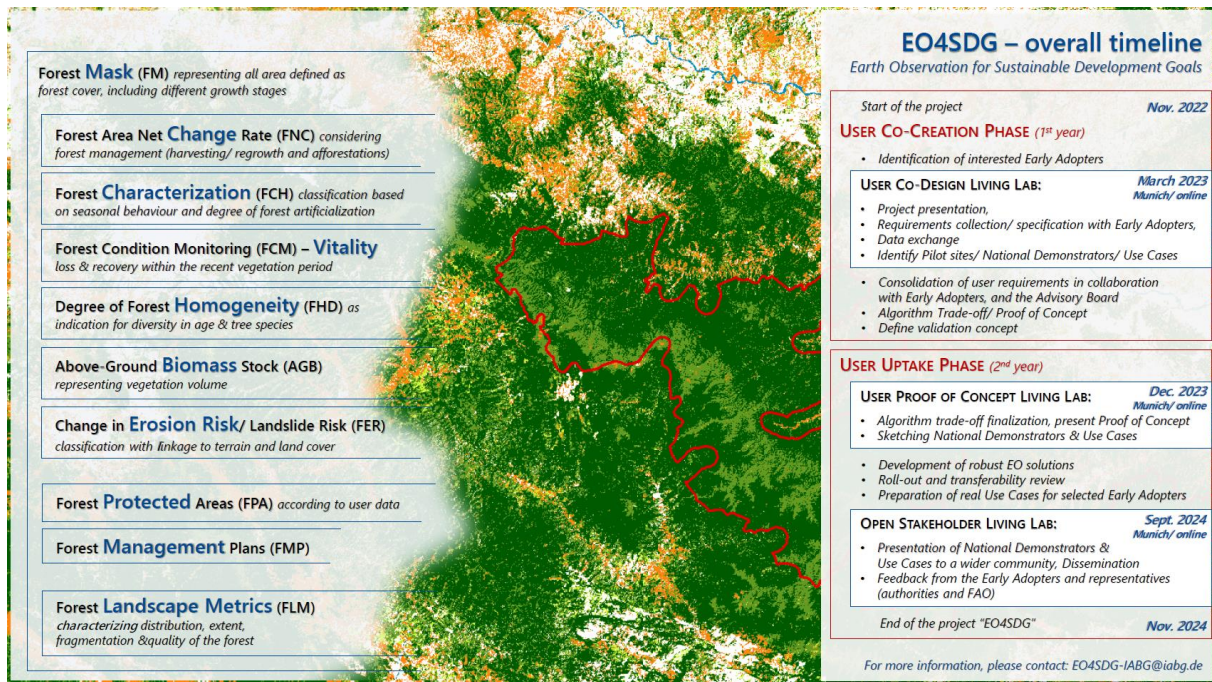 Forest Mask (FM) representing all area defined as
forest cover, including different growth stages
Forest Area Net Change Rate (FNC) considering
forest management (harvesting/ regrowth and afforestations)
Forest Characterization (FCH) classification based
on seasonal behaviour and degree of forest artificialization
Forest Condition Monitoring (FCM) – Vitality
loss & recovery within the recent vegetation period
Degree of Forest Homogeneity (FHD) as
indication for diversity in age & tree species
Above-Ground Biomass Stock (AGB)
representing vegetation volume
Change in Erosion Risk/ Landslide Risk (FER)
classification with linkage to terrain and land cover
Forest Protected Areas (FPA) according to user data
Forest Management Plans (FMP)
Forest Landscape Metrics (FLM)
characterizing distribution, extent,
fragmentation &quality of the forest
EO4SDG – overall timeline
Earth Observation for Sustainable Development Goals
Start of the project Nov. 2022
USER CO-CREATION PHASE (1st year)
• Identification of interested Early Adopters
USER CO-DESIGN LIVING LAB: March 2023
Munich/ online
• Project presentation,
• Requirements collection/ specification with Early Adopters,
• Data exchange
• Identify Pilot sites/ National Demonstrators/ Use Cases
• Consolidation of user requirements in collaboration
with Early Adopters, and the Advisory Board
• Algorithm Trade-off/ Proof of Concept
• Define validation concept
USER UPTAKE PHASE (2nd year)
USER PROOF OF CONCEPT LIVING LAB: Dec. 2023
Munich/ online
• Algorithm trade-off finalization, present Proof of Concept
• Sketching National Demonstrators & Use Cases
• Development of robust EO solutions
• Roll-out and transferability review
• Preparation of real Use Cases for selected Early Adopters
OPEN STAKEHOLDER LIVING LAB: Sept. 2024
Munich/ online
• Presentation of National Demonstrators &
Use Cases to a wider community, Dissemination
• Feedback from the Early Adopters and representatives
(authorities and FAO)
End of the project "EO4SDG" Nov. 2024
For more information, please contact: EO4SDG-IABG@iabg.de